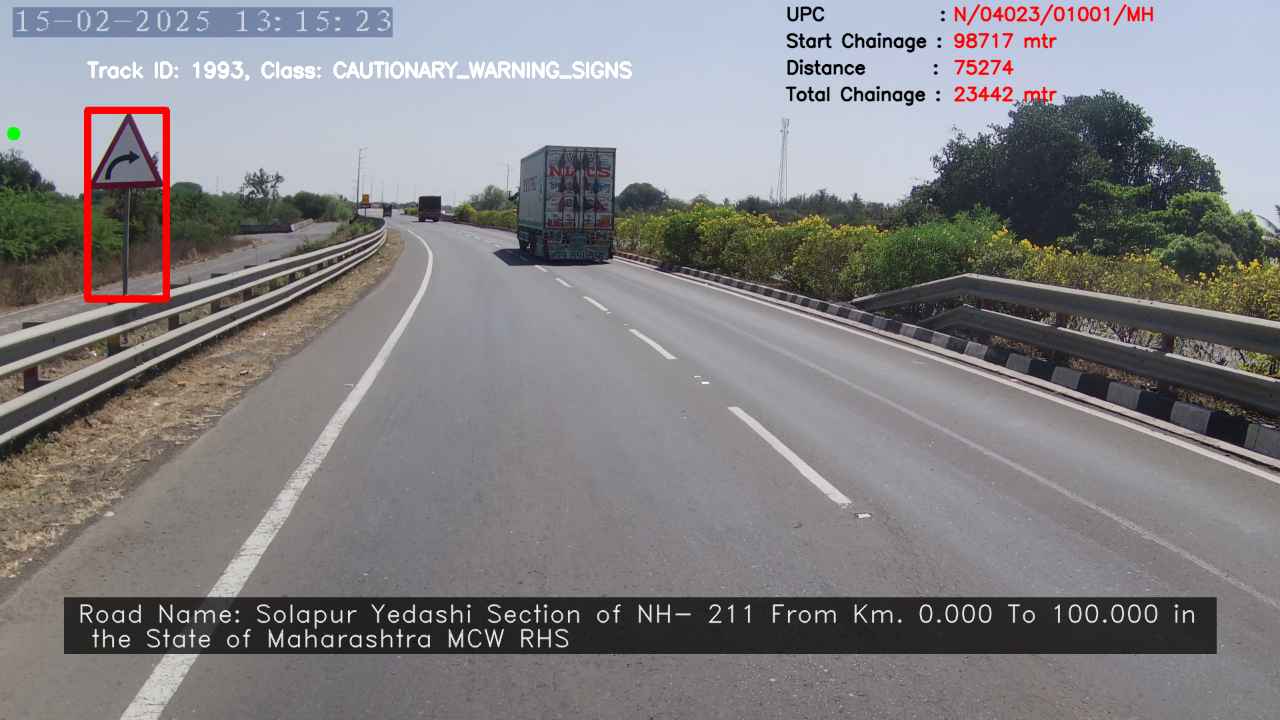 15-02-2025 13:15:23
UPC : N/04023/01001/MH
Start Chainage : 98717 mtr
Distance : 75274
Total Chainage : 23442 mtr
Track ID: 1993, Class: CAUTIONARY_WARNING_SIGNS
Road Name: Solapur Yedashi Section of NH- 211 From Km. 0.000 To 100.000 in
the State of Maharashtra MCW RHS